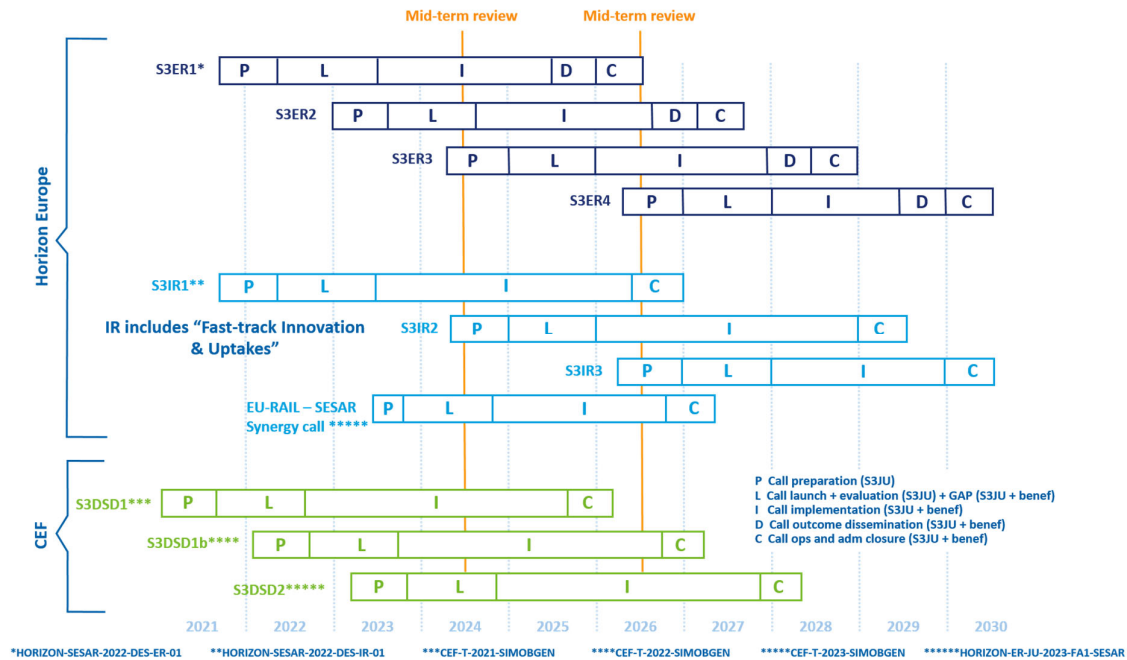 Mid-term review Mid-term review
S3ER1* P L I D C
S3ER2 P L I D C
S3ER3 P L I D C
S3ER4 P L I D C
Horizon Europe
S3IR1** P L I C
IR includes “Fast-track Innovation
& Uptakes”
S3IR2 P L I C
S3IR3 P L I C
EU-RAIL – SESAR
Synergy call ***** P L I C
CEF
S3DSD1*** P L I C
S3DSD1b**** P L I C
S3DSD2***** P L I C
P Call preparation (S3JU)
L Call launch + evaluation (S3JU) + GAP (S3JU + benef)
I Call implementation (S3JU + benef)
D Call outcome dissemination (S3JU + benef)
C Call ops and adm closure (S3JU + benef)
2021 2022 2023 2024 2025 2026 2027 2028 2029 2030
*HORIZON-SESAR-2022-DES-ER-01 **HORIZON-SESAR-2022-DES-IR-01 ***CEF-T-2021-SIMOBGEN ****CEF-T-2022-SIMOBGEN *****CEF-T-2023-SIMOBGEN ******HORIZON-ER-JU-2023-FA1-SESAR